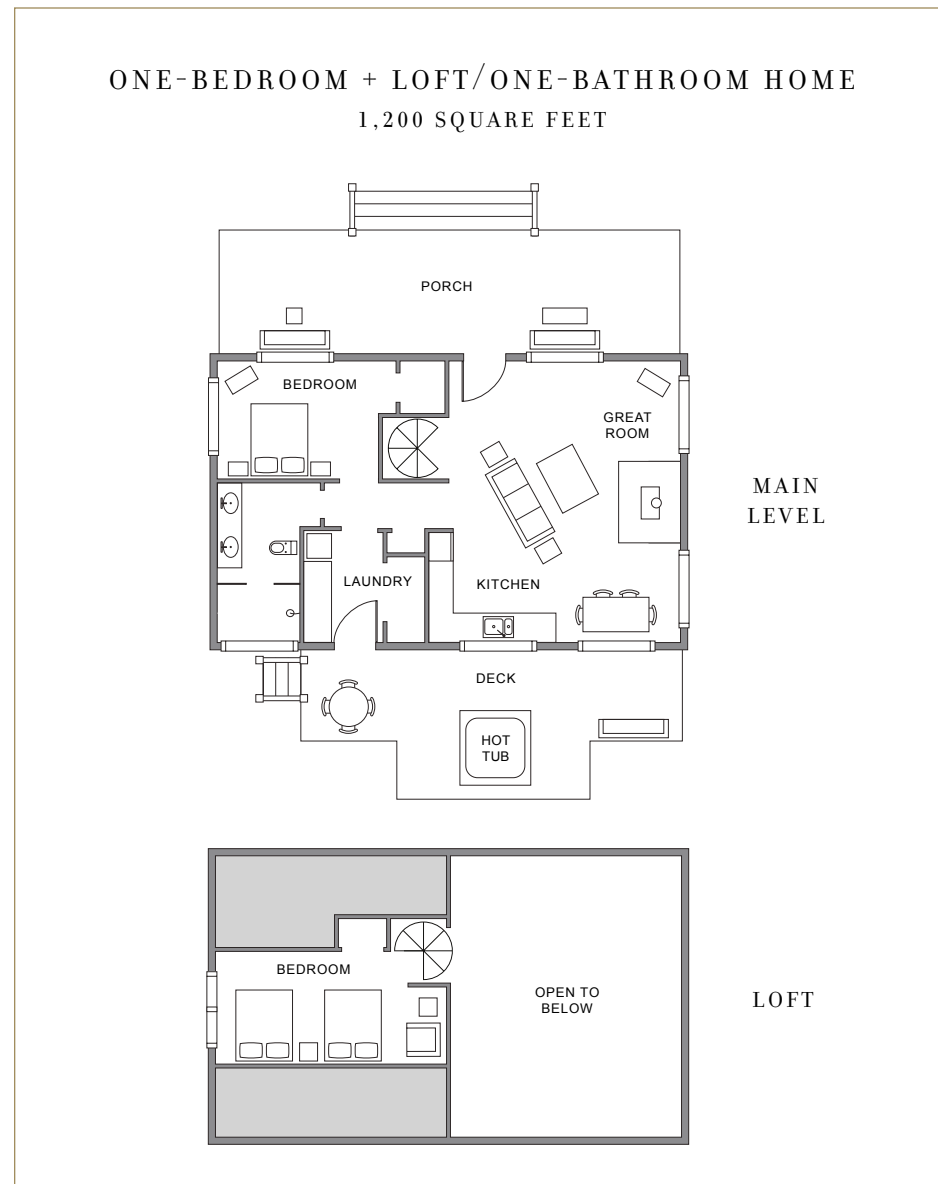 ONE-BEDROOM + LOFT/ONE-BATHROOM HOME
1,200 SQUARE FEET
PORCH
BEDROOM
GREAT
ROOM
MAIN
LEVEL
LAUNDRY
KITCHEN
DECK
HOT
TUB
BEDROOM
OPEN TO
BELOW
LOFT